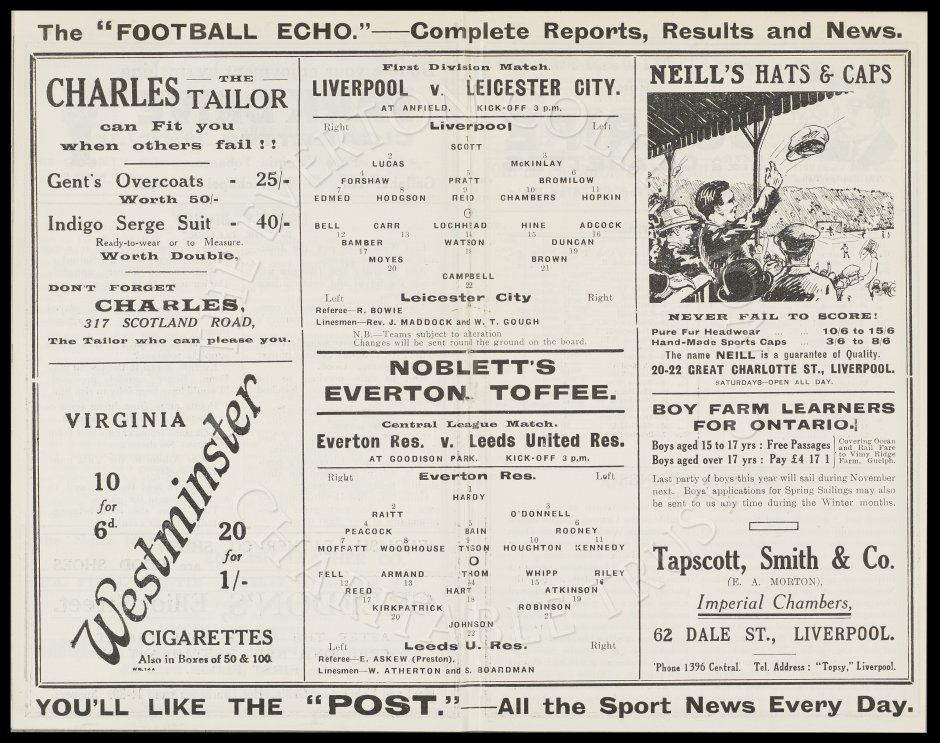 The "FOOTBALL ECHO."—Complete Reports, Results and News.
CHARLES THE TAILOR
can Fit you
when others fail !!
Gent's Overcoats - 25/-
Worth 50/-
Indigo Serge Suit - 40/-
Ready-to-wear or to Measure.
Worth Double.
DON'T FORGET
CHARLES,
317 SCOTLAND ROAD,
The Tailor who can please you.
VIRGINIA
10
for
6d.
Westminster
20
for
1/-
CIGARETTES
Also in Boxes of 50 & 100.
First Division Match.
LIVERPOOL v. LEICESTER CITY.
AT ANFIELD. KICK-OFF 3 p.m.
Right Liverpool Left
1
SCOTT
2 3
LUCAS McKINLAY
4 5 6
FORSHAW PRATT BROMILOW
7 8 9 10 11
EDMED HODGSON REID CHAMBERS HOPKIN
O
BELL CARR LOCHHEAD HINE ADCOCK
12 13 14 15 16
BAMBER WATSON DUNCAN
17 18 19
MOYES BROWN
20 21
CAMPBELL
22
Left Leicester City Right
Referee—R. BOWIE
Linesmen—Rev. J. MADDOCK and W. T. GOUGH
N.B.—Teams subject to alteration
Changes will be sent round the ground on the board.
NOBLETT'S
EVERTON TOFFEE.
Central League Match.
Everton Res. v. Leeds United Res.
AT GOODISON PARK. KICK-OFF 3 p.m.
Right Everton Res. Left
1
HARDY
2 3
RAITT O'DONNELL
4 5 6
PEACOCK BAIN ROONEY
7 8 9 10 11
MOFFATT WOODHOUSE TYSON HOUGHTON KENNEDY
O
FELL ARMAND THOM WHIPP RILEY
12 13 14 15 16
REED HART ATKINSON
17 18 19
KIRKPATRICK ROBINSON
20 21
JOHNSON
22
Left Leeds U. Res. Right
Referee—E. ASKEW (Preston).
Linesmen—W. ATHERTON and S. BOARDMAN
NEILL'S HATS & CAPS
NEVER FAIL TO SCORE!
Pure Fur Headwear ... 10/6 to 15/6
Hand-Made Sports Caps ... 3/6 to 8/6
The name NEILL is a guarantee of Quality.
20-22 GREAT CHARLOTTE ST., LIVERPOOL.
SATURDAYS—OPEN ALL DAY.
BOY FARM LEARNERS
FOR ONTARIO.
Boys aged 15 to 17 yrs : Free Passages
Boys aged over 17 yrs : Pay £4 17 1
Covering Ocean
and Rail Fare
to Vimy Ridge
Farm, Guelph.
Last party of boys this year will sail during November
next. Boys' applications for Spring Sailings may also
be sent to us any time during the Winter months.
Tapscott, Smith & Co.
(E. A. MORTON),
Imperial Chambers,
62 DALE ST., LIVERPOOL.
'Phone 1396 Central. Tel. Address : "Topsy," Liverpool.
YOU'LL LIKE THE "POST."—All the Sport News Every Day.